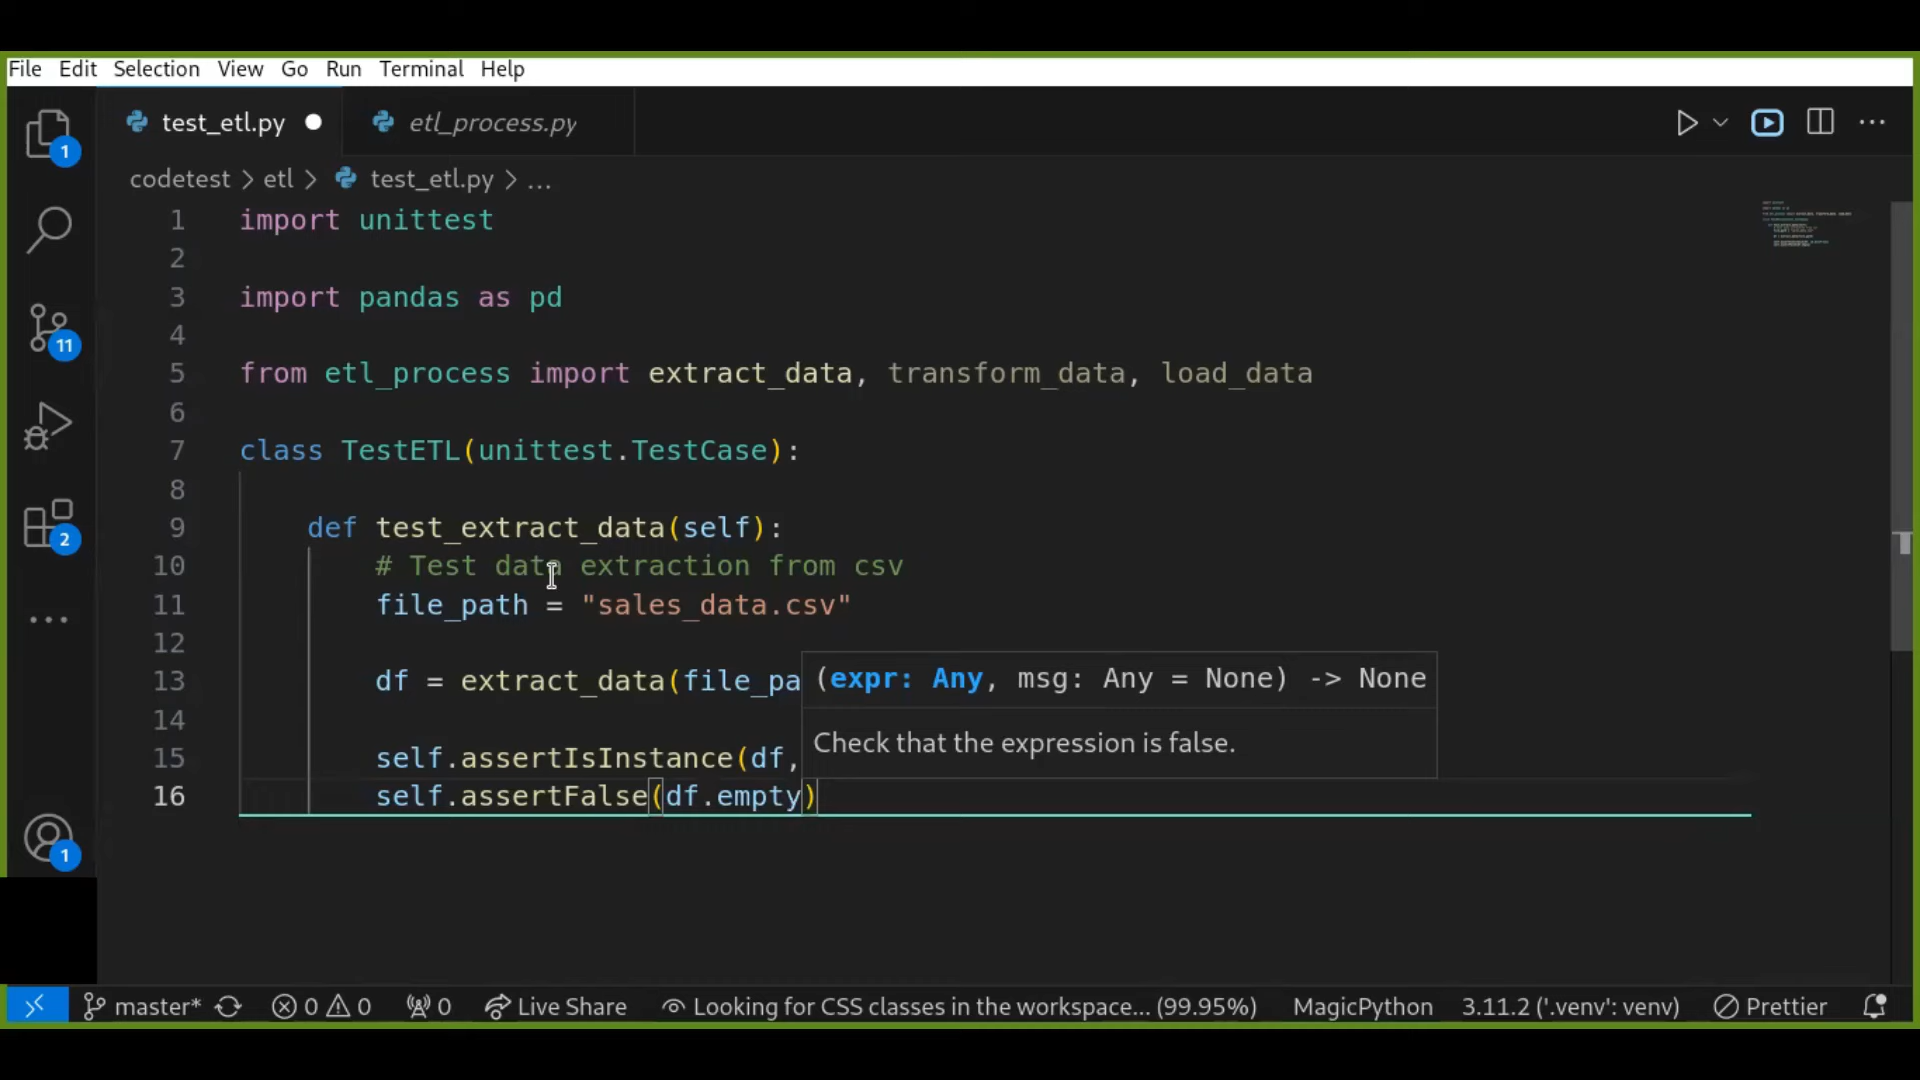 File Edit Selection View Go Run Terminal Help
test_etl.py etl_process.py
codetest > etl > test_etl.py > ...
1 import unittest
2
3 import pandas as pd
4
5 from etl_process import extract_data, transform_data, load_data
6
7 class TestETL(unittest.TestCase):
8
9 def test_extract_data(self):
10 # Test data extraction from csv
11 file_path = "sales_data.csv"
12
13 df = extract_data(file_pa
(expr: Any, msg: Any = None) -> None
14
Check that the expression is false.
15 self.assertIsInstance(df,
16 self.assertFalse(df.empty)
1
11
2
1
master* 0 0 0 Live Share Looking for CSS classes in the workspace... (99.95%) MagicPython 3.11.2 ('.venv': venv) Prettier